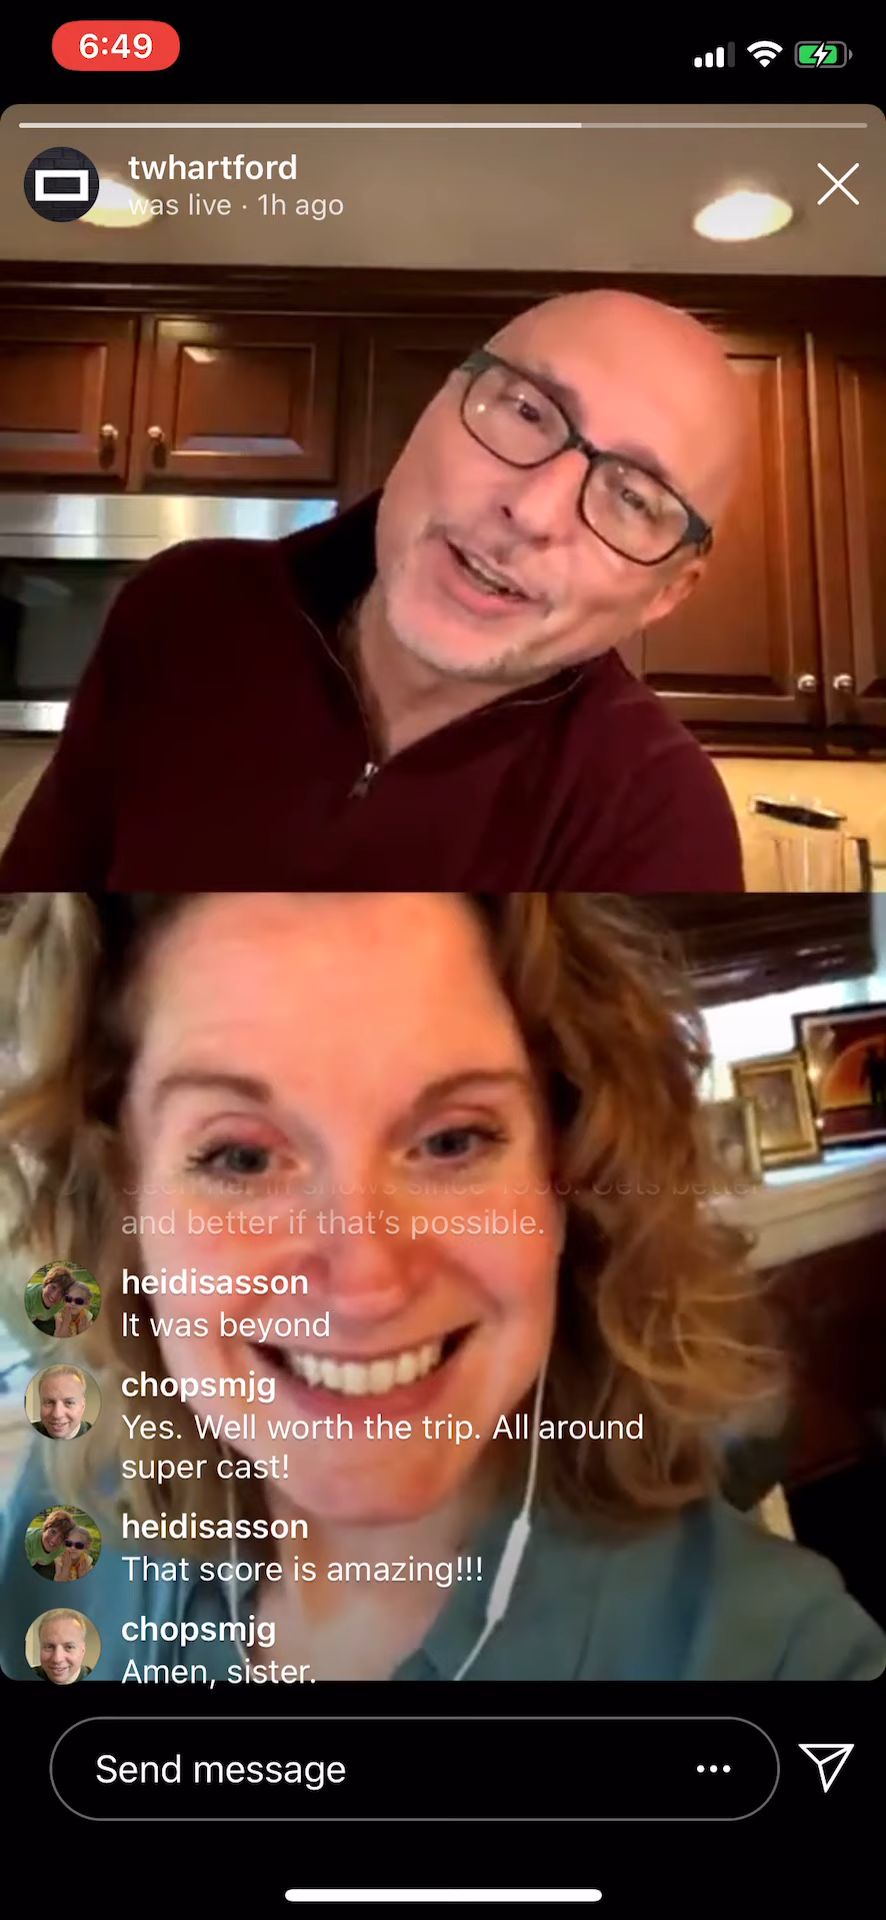 6:49
twhartford
was live · 1h ago
and better if that's possible.
heidisasson
It was beyond
chopsmjg
Yes. Well worth the trip. All around
super cast!
heidisasson
That score is amazing!!!
chopsmjg
Amen, sister.
Send message